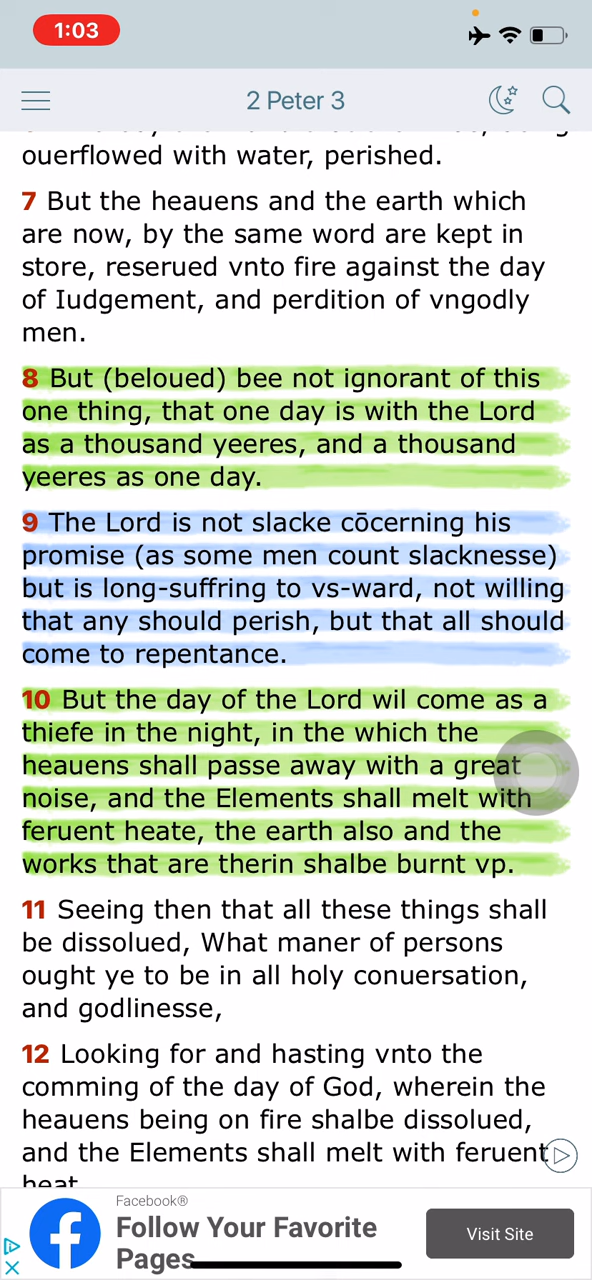 1:03
2 Peter 3
ouerflowed with water, perished.
7 But the heauens and the earth which
are now, by the same word are kept in
store, reserued vnto fire against the day
of Iudgement, and perdition of vngodly
men.
8 But (beloued) bee not ignorant of this
one thing, that one day is with the Lord
as a thousand yeeres, and a thousand
yeeres as one day.
9 The Lord is not slacke cōcerning his
promise (as some men count slacknesse)
but is long-suffring to vs-ward, not willing
that any should perish, but that all should
come to repentance.
10 But the day of the Lord wil come as a
thiefe in the night, in the which the
heauens shall passe away with a great
noise, and the Elements shall melt with
feruent heate, the earth also and the
works that are therin shalbe burnt vp.
11 Seeing then that all these things shall
be dissolued, What maner of persons
ought ye to be in all holy conuersation,
and godlinesse,
12 Looking for and hasting vnto the
comming of the day of God, wherein the
heauens being on fire shalbe dissolued,
and the Elements shall melt with feruent
heat
Facebook®
Follow Your Favorite
Pages
Visit Site